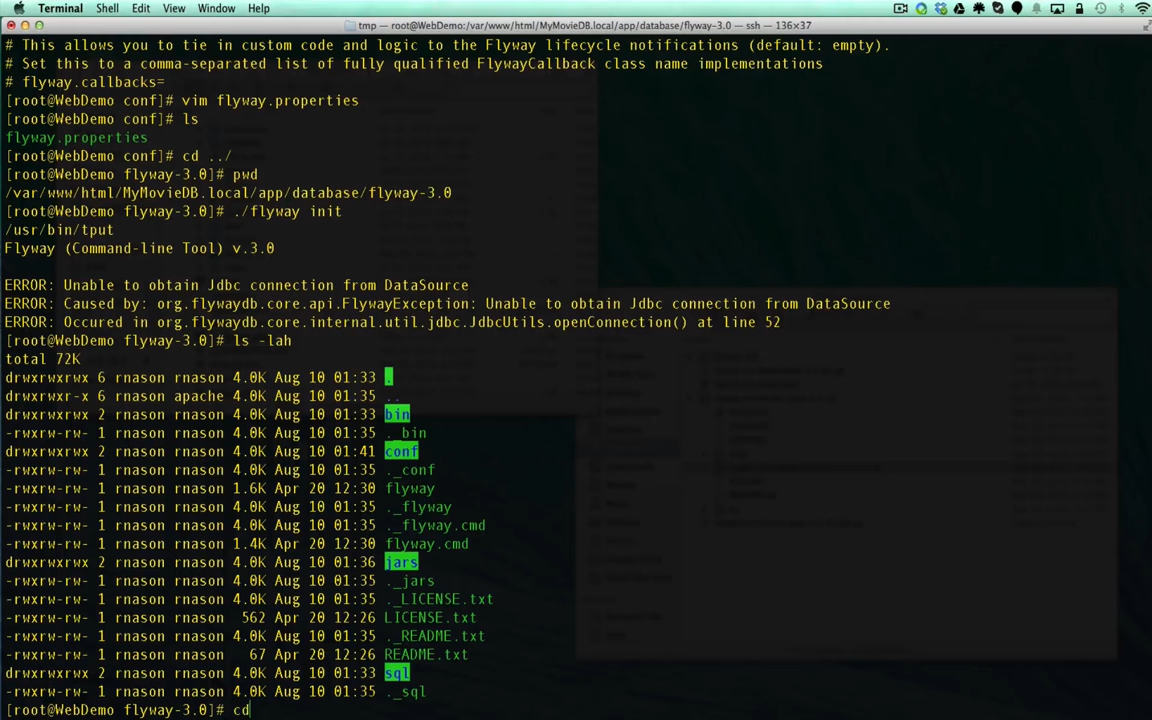 Terminal Shell Edit View Window Help
tmp — root@WebDemo:/var/www/html/MyMovieDB.local/app/database/flyway-3.0 — ssh — 136×37
# This allows you to tie in custom code and logic to the Flyway lifecycle notifications (default: empty).
# Set this to a comma-separated list of fully qualified FlywayCallback class name implementations
# flyway.callbacks=
[root@WebDemo conf]# vim flyway.properties
[root@WebDemo conf]# ls
flyway.properties
[root@WebDemo conf]# cd ../
[root@WebDemo flyway-3.0]# pwd
/var/www/html/MyMovieDB.local/app/database/flyway-3.0
[root@WebDemo flyway-3.0]# ./flyway init
/usr/bin/tput
Flyway (Command-line Tool) v.3.0
ERROR: Unable to obtain Jdbc connection from DataSource
ERROR: Caused by: org.flywaydb.core.api.FlywayException: Unable to obtain Jdbc connection from DataSource
ERROR: Occured in org.flywaydb.core.internal.util.jdbc.JdbcUtils.openConnection() at line 52
[root@WebDemo flyway-3.0]# ls -lah
total 72K
drwxrwxrwx 6 rnason rnason 4.0K Aug 10 01:33 .
drwxrwxr-x 6 rnason apache 4.0K Aug 10 01:35 ..
drwxrwxrwx 2 rnason rnason 4.0K Aug 10 01:33 bin
-rwxrw-rw- 1 rnason rnason 4.0K Aug 10 01:35 ._bin
drwxrwxrwx 2 rnason rnason 4.0K Aug 10 01:41 conf
-rwxrw-rw- 1 rnason rnason 4.0K Aug 10 01:35 ._conf
-rwxrw-rw- 1 rnason rnason 1.6K Apr 20 12:30 flyway
-rwxrw-rw- 1 rnason rnason 4.0K Aug 10 01:35 ._flyway
-rwxrw-rw- 1 rnason rnason 4.0K Aug 10 01:35 ._flyway.cmd
-rwxrw-rw- 1 rnason rnason 1.4K Apr 20 12:30 flyway.cmd
drwxrwxrwx 2 rnason rnason 4.0K Aug 10 01:36 jars
-rwxrw-rw- 1 rnason rnason 4.0K Aug 10 01:35 ._jars
-rwxrw-rw- 1 rnason rnason 4.0K Aug 10 01:35 ._LICENSE.txt
-rwxrw-rw- 1 rnason rnason  562 Apr 20 12:26 LICENSE.txt
-rwxrw-rw- 1 rnason rnason 4.0K Aug 10 01:35 ._README.txt
-rwxrw-rw- 1 rnason rnason   67 Apr 20 12:26 README.txt
drwxrwxrwx 2 rnason rnason 4.0K Aug 10 01:33 sql
-rwxrw-rw- 1 rnason rnason 4.0K Aug 10 01:35 ._sql
[root@WebDemo flyway-3.0]# cd